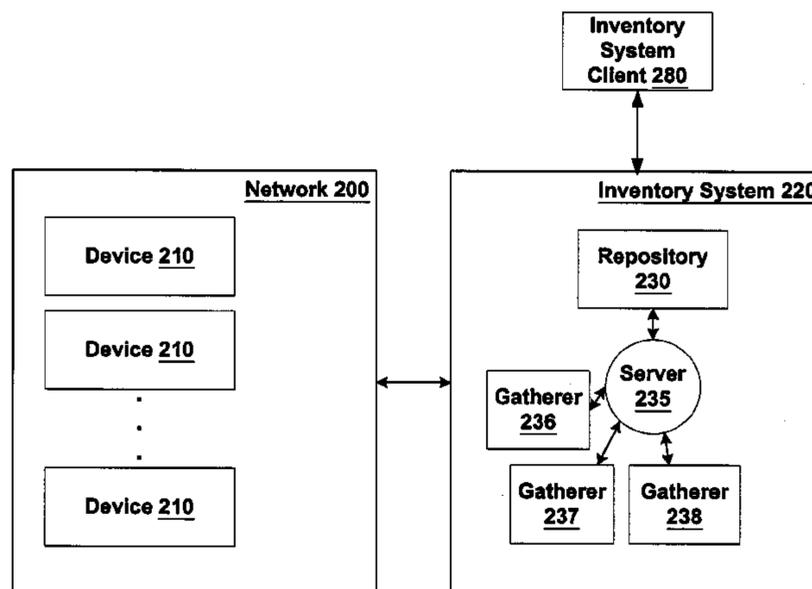 Inventory
System
Client 280
Network 200
Device 210
Device 210
Device 210
Inventory System 220
Repository
230
Server
235
Gatherer
236
Gatherer
237
Gatherer
238